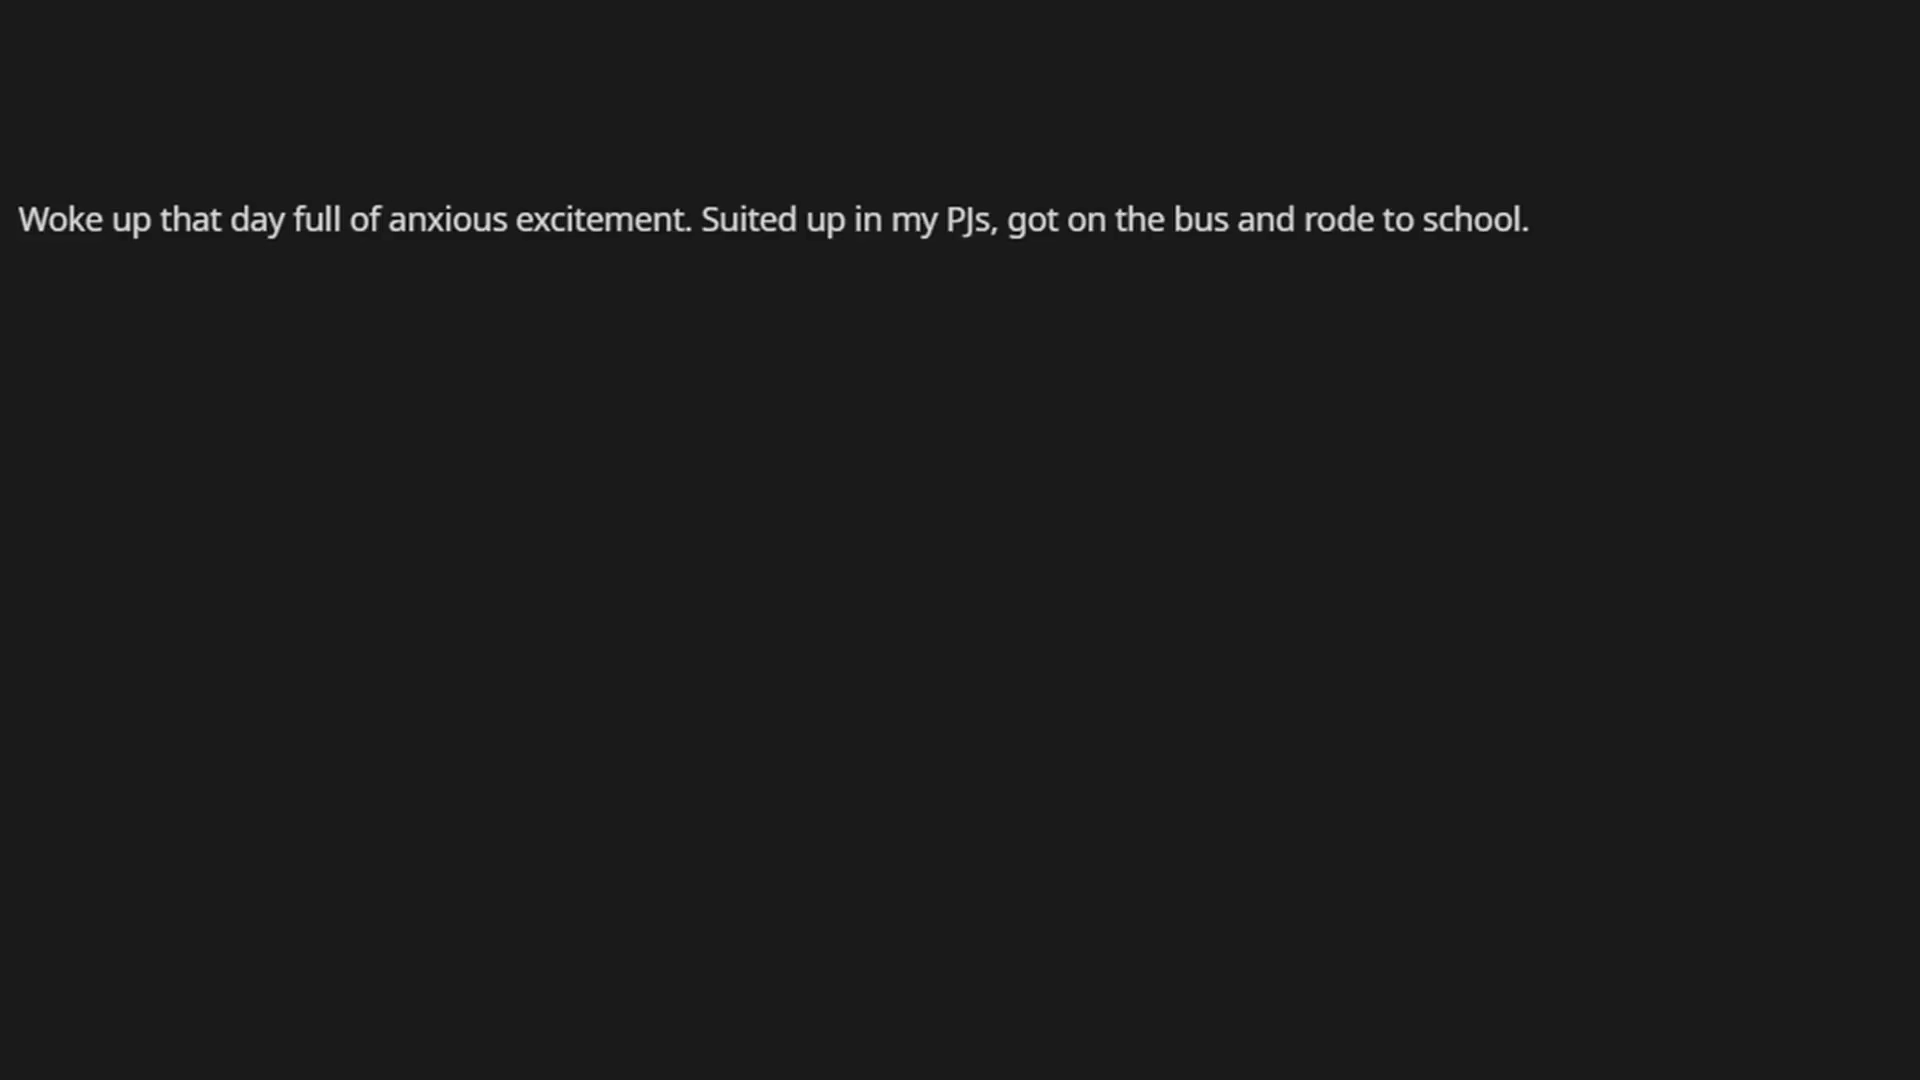 Woke up that day full of anxious excitement. Suited up in my PJs, got on the bus and rode to school.